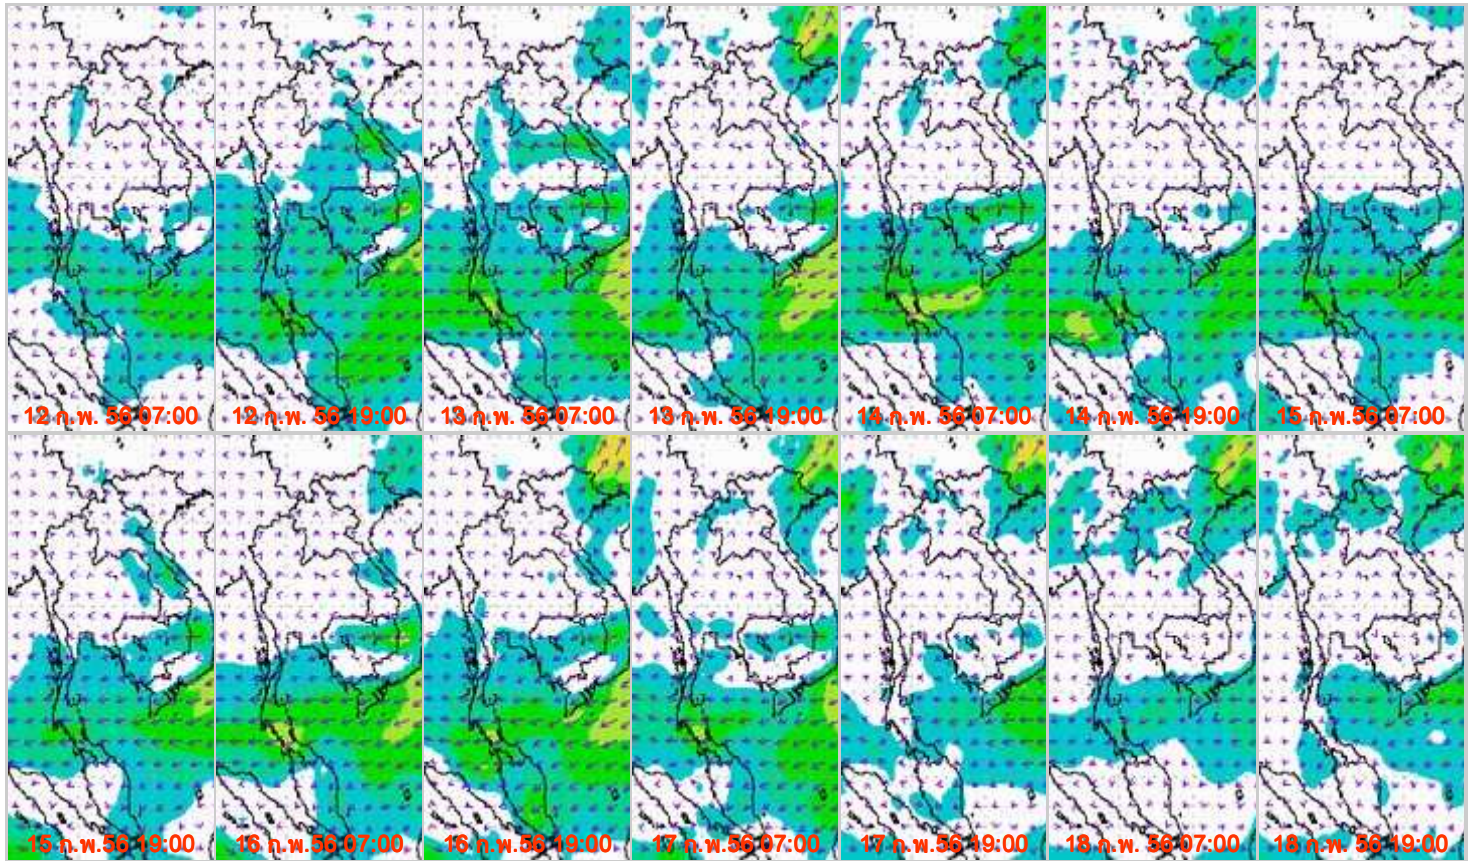 12 ก.พ. 56 07:00
12 ก.พ. 56 19:00
13 ก.พ. 56 07:00
13 ก.พ. 56 19:00
14 ก.พ. 56 07:00
14 ก.พ. 56 19:00
15 ก.พ. 56 07:00
15 ก.พ. 56 19:00
16 ก.พ. 56 07:00
16 ก.พ. 56 19:00
17 ก.พ. 56 07:00
17 ก.พ. 56 19:00
18 ก.พ. 56 07:00
18 ก.พ. 56 19:00